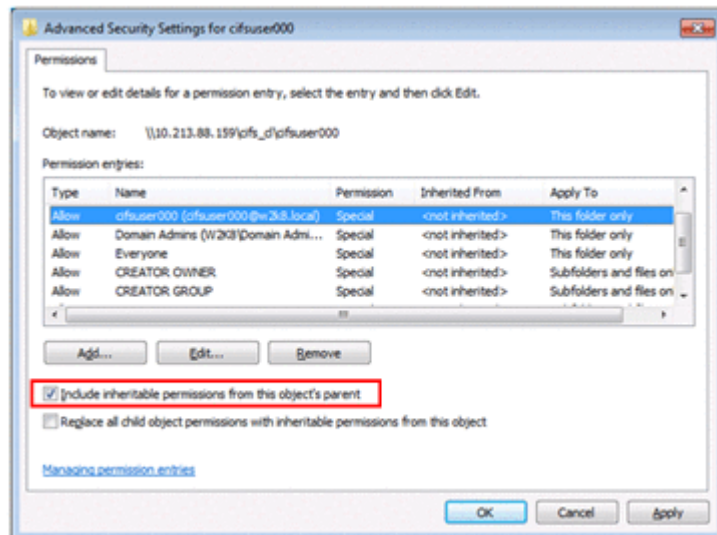 Advanced Security Settings for cifsuser000
Permissions
To view or edit details for a permission entry, select the entry and then click Edit.
Object name: \\10.213.88.159\cifs_d\cifsuser000
Permission entries:
Type Name Permission Inherited From Apply To
Allow cifsuser000 (cifsuser000@w2k8.local) Special <not inherited> This folder only
Allow Domain Admins (W2K8\Domain Admi... Special <not inherited> This folder only
Allow Everyone Special <not inherited> This folder only
Allow CREATOR OWNER Special <not inherited> Subfolders and files on
Allow CREATOR GROUP Special <not inherited> Subfolders and files on
Add... Edit... Remove
Include inheritable permissions from this object's parent
Replace all child object permissions with inheritable permissions from this object
Managing permission entries
OK Cancel Apply